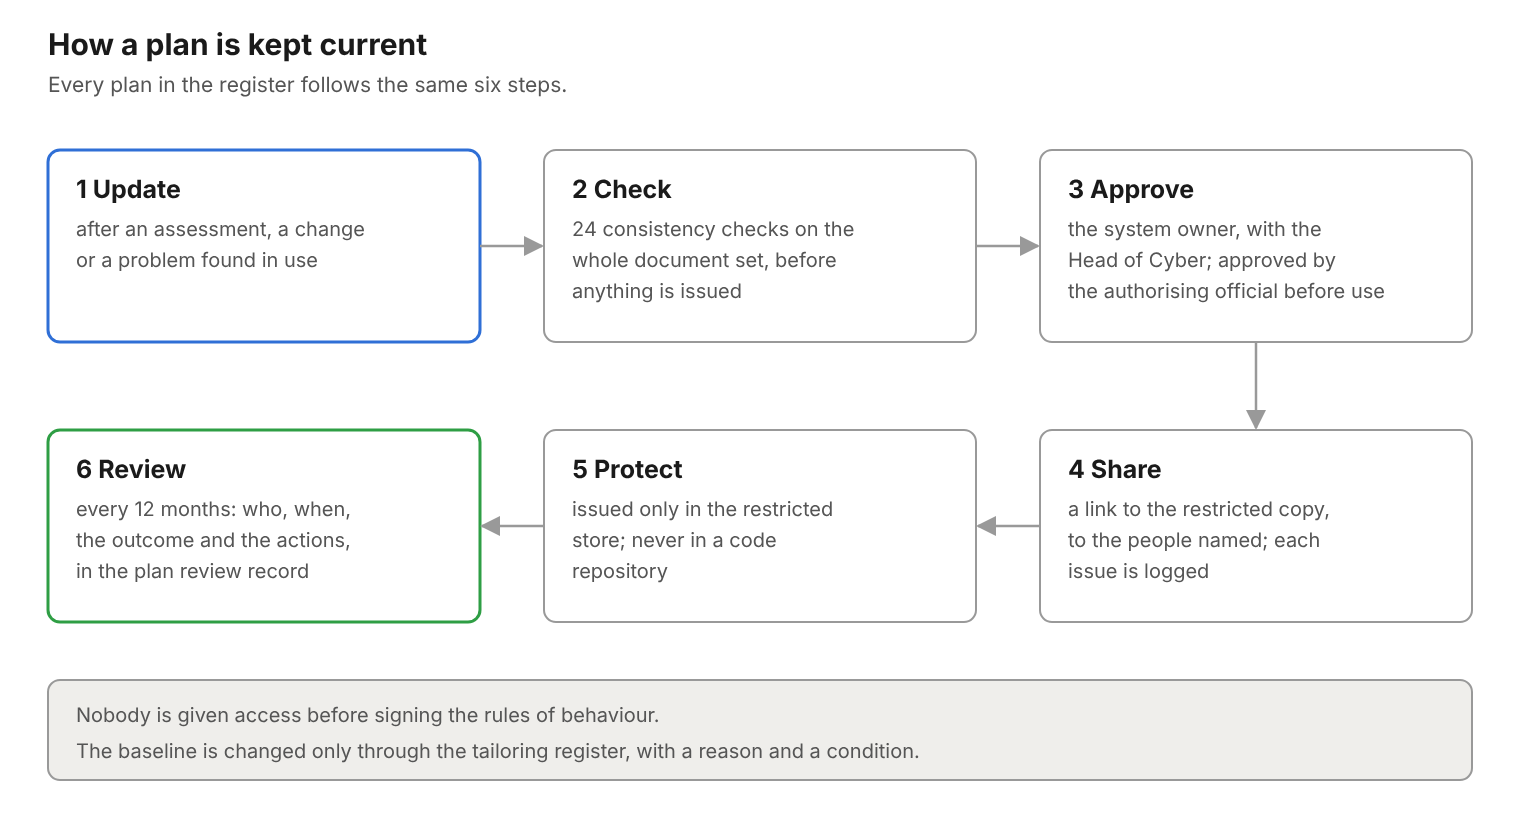 How a plan is kept current
Every plan in the register follows the same six steps.
1 Update
after an assessment, a change
or a problem found in use
2 Check
24 consistency checks on the
whole document set, before
anything is issued
3 Approve
the system owner, with the
Head of Cyber; approved by
the authorising official before use
4 Share
a link to the restricted copy,
to the people named; each
issue is logged
5 Protect
issued only in the restricted
store; never in a code
repository
6 Review
every 12 months: who, when,
the outcome and the actions,
in the plan review record
Nobody is given access before signing the rules of behaviour.
The baseline is changed only through the tailoring register, with a reason and a condition.